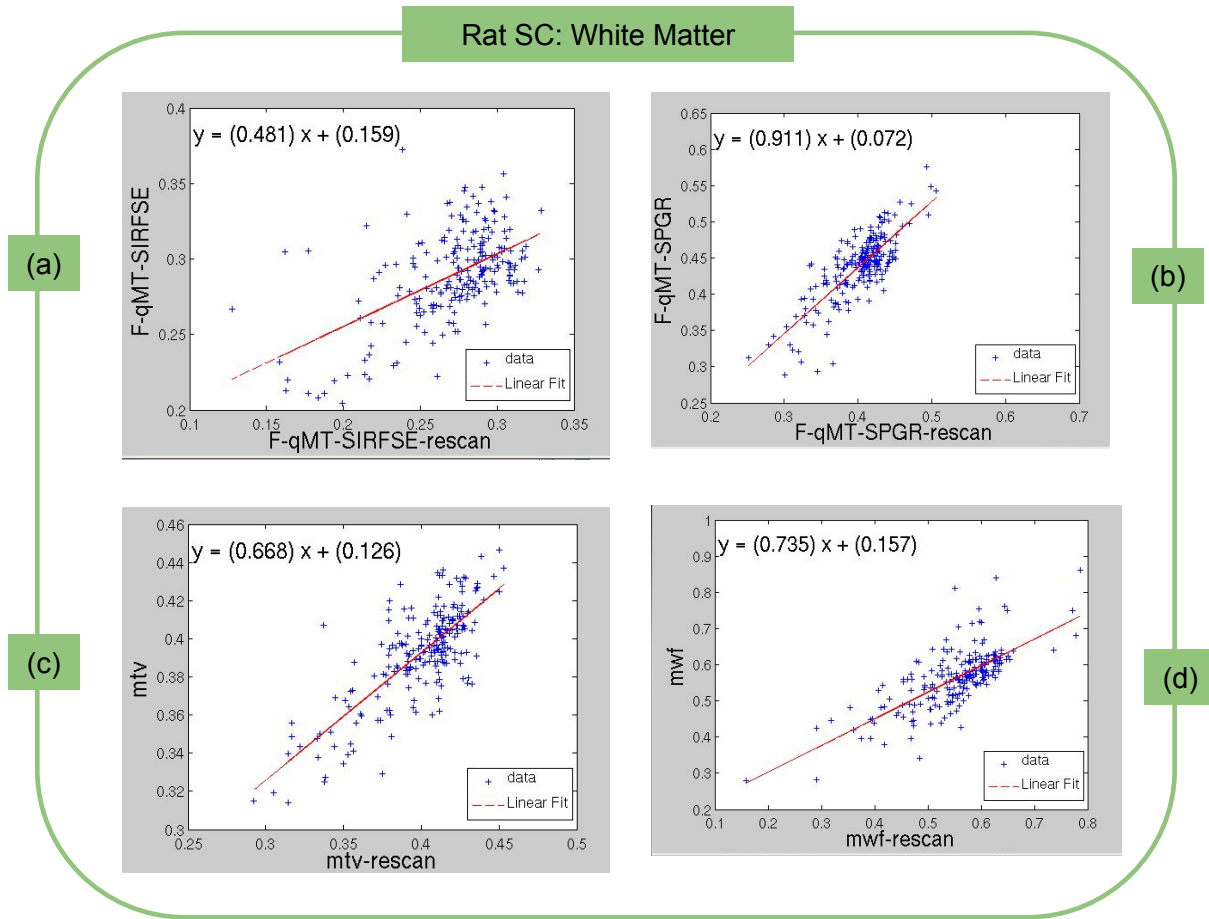 Rat SC: White Matter
(a)
y = (0.481) x + (0.159)
F-qMT-SIRFSE
0.4
0.35
0.3
0.25
0.2
0.1
0.15
0.2
0.25
0.3
0.35
data
Linear Fit
F-qMT-SIRFSE-rescan
(b)
y = (0.911) x + (0.072)
F-qMT-SPGR
0.65
0.6
0.55
0.5
0.45
0.4
0.35
0.3
0.25
0.2
0.3
0.4
0.5
0.6
0.7
data
Linear Fit
F-qMT-SPGR-rescan
(c)
y = (0.668) x + (0.126)
mtv
0.46
0.44
0.42
0.4
0.38
0.36
0.34
0.32
0.3
0.25
0.3
0.35
0.4
0.45
0.5
data
Linear Fit
mtv-rescan
(d)
y = (0.735) x + (0.157)
mwf
1
0.9
0.8
0.7
0.6
0.5
0.4
0.3
0.2
0.1
0.2
0.3
0.4
0.5
0.6
0.7
0.8
data
Linear Fit
mwf-rescan